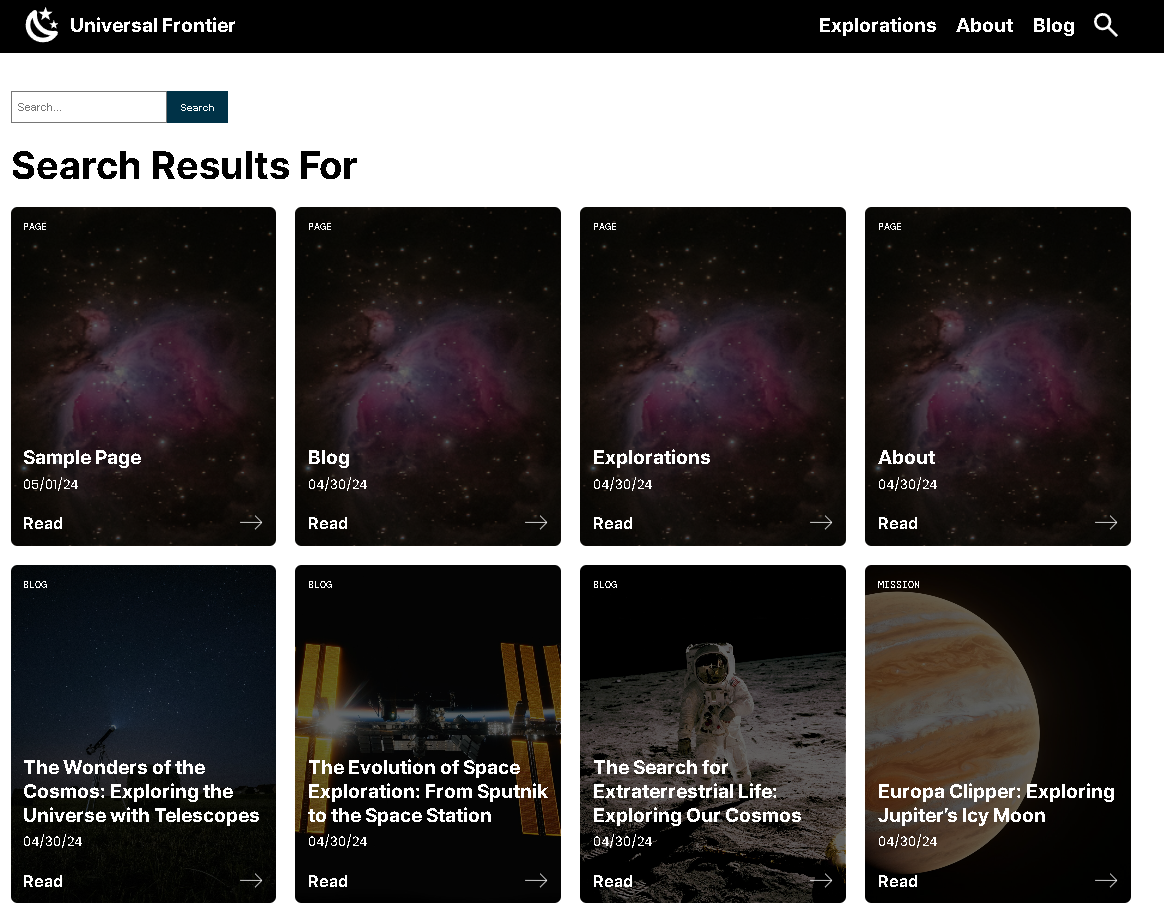 Universal Frontier
Explorations
About
Blog
Search...
Search
Search Results For
PAGE
Sample Page
05/01/24
Read
PAGE
Blog
04/30/24
Read
PAGE
Explorations
04/30/24
Read
PAGE
About
04/30/24
Read
BLOG
The Wonders of the
Cosmos: Exploring the
Universe with Telescopes
04/30/24
Read
BLOG
The Evolution of Space
Exploration: From Sputnik
to the Space Station
04/30/24
Read
BLOG
The Search for
Extraterrestrial Life:
Exploring Our Cosmos
04/30/24
Read
MISSION
Europa Clipper: Exploring
Jupiter’s Icy Moon
04/30/24
Read